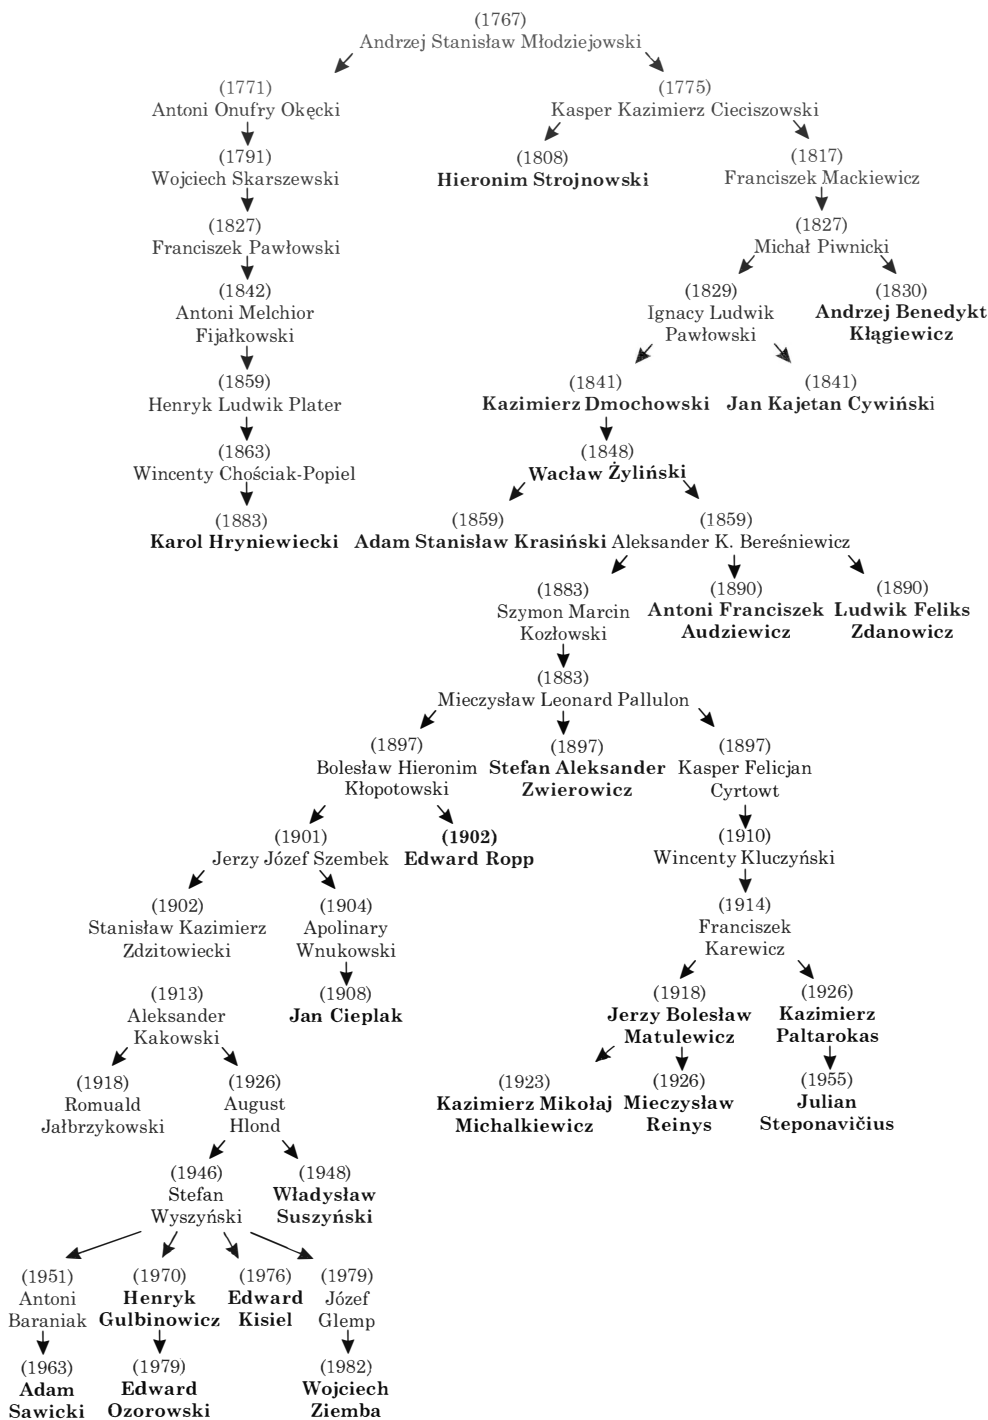 (1767)
Andrzej Stanisław Młodziejowski
(1771)
Antoni Onufry Okęcki
(1775)
Kasper Kazimierz Cieciszowski
(1791)
Wojciech Skarszewski
(1808)
Hieronim Strojnowski
(1817)
Franciszek Mackiewicz
(1827)
Franciszek Pawłowski
(1827)
Michał Piwnicki
(1842)
Antoni Melchior
Fijałkowski
(1829)
Ignacy Ludwik
Pawłowski
(1830)
Andrzej Benedykt
Kłągiewicz
(1859)
Henryk Ludwik Plater
(1841)
Kazimierz Dmochowski
(1841)
Jan Kajetan Cywiński
(1863)
Wincenty Chościak-Popiel
(1848)
Wacław Żyliński
(1883)
Karol Hryniewiecki
(1859)
Adam Stanisław Krasiński
(1859)
Aleksander K. Bereśniewicz
(1883)
Szymon Marcin
Kozłowski
(1890)
Antoni Franciszek
Audziewicz
(1890)
Ludwik Feliks
Zdanowicz
(1883)
Mieczysław Leonard Pallulon
(1897)
Bolesław Hieronim
Kłopotowski
(1897)
Stefan Aleksander
Zwierowicz
(1897)
Kasper Felicjan
Cyrtowt
(1901)
Jerzy Józef Szembek
(1902)
Edward Ropp
(1910)
Wincenty Kluczyński
(1902)
Stanisław Kazimierz
Zdzitowiecki
(1904)
Apolinary
Wnukowski
(1914)
Franciszek
Karewicz
(1913)
Aleksander
Kakowski
(1908)
Jan Cieplak
(1918)
Jerzy Bolesław
Matulewicz
(1926)
Kazimierz
Paltarokas
(1918)
Romuald
Jałbrzykowski
(1926)
August
Hlond
(1923)
Kazimierz Mikołaj
Michalkiewicz
(1926)
Mieczysław
Reinys
(1955)
Julian
Steponavičius
(1946)
Stefan
Wyszyński
(1948)
Władysław
Suszyński
(1951)
Antoni
Baraniak
(1970)
Henryk
Gulbinowicz
(1976)
Edward
Kisiel
(1979)
Józef
Glemp
(1963)
Adam
Sawicki
(1979)
Edward
Ozorowski
(1982)
Wojciech
Ziemba